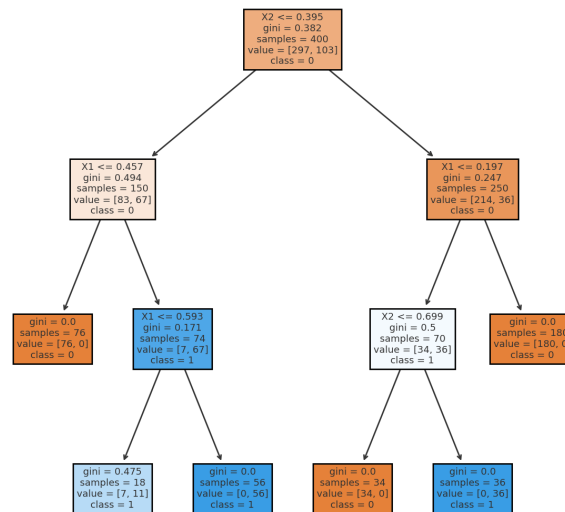 X2 <= 0.395
gini = 0.382
samples = 400
value = [297, 103]
class = 0
X1 <= 0.457
gini = 0.494
samples = 150
value = [83, 67]
class = 0
X1 <= 0.197
gini = 0.247
samples = 250
value = [214, 36]
class = 0
gini = 0.0
samples = 76
value = [76, 0]
class = 0
X1 <= 0.593
gini = 0.171
samples = 74
value = [7, 67]
class = 1
X2 <= 0.699
gini = 0.5
samples = 70
value = [34, 36]
class = 1
gini = 0.0
samples = 180
value = [180, 0]
class = 0
gini = 0.475
samples = 18
value = [7, 11]
class = 1
gini = 0.0
samples = 56
value = [0, 56]
class = 1
gini = 0.0
samples = 34
value = [34, 0]
class = 0
gini = 0.0
samples = 36
value = [0, 36]
class = 1